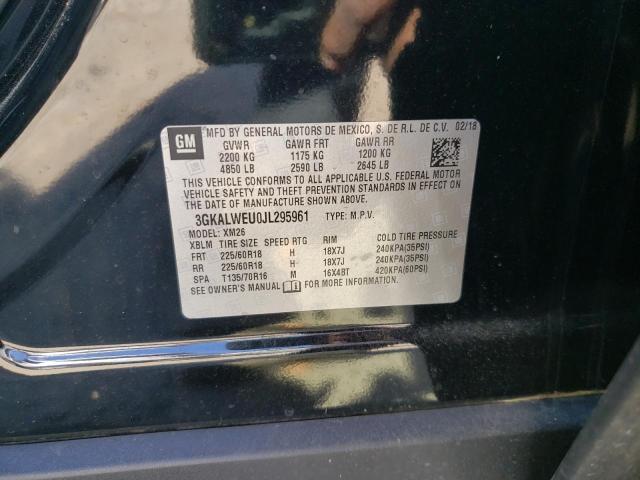 GM
MFD BY GENERAL MOTORS DE MEXICO, S. DE R.L. DE C.V. 02/18
GVWR GAWR FRT GAWR RR
2200 KG 1175 KG 1200 KG
4850 LB 2590 LB 2645 LB
THIS VEHICLE CONFORMS TO ALL APPLICABLE U.S. FEDERAL MOTOR
VEHICLE SAFETY AND THEFT PREVENTION STANDARDS IN EFFECT ON
THE DATE OF MANUFACTURE SHOWN ABOVE.
3GKALWEU0JL295961 TYPE: M.P.V.
MODEL: XM26
XBLM TIRE SIZE SPEED RTG RIM COLD TIRE PRESSURE
FRT 225/60R18 H 18X7J 240KPA(35PSI)
RR 225/60R18 H 18X7J 240KPA(35PSI)
SPA T135/70R16 M 16X4BT 420KPA(60PSI)
SEE OWNER'S MANUAL FOR MORE INFORMATION.